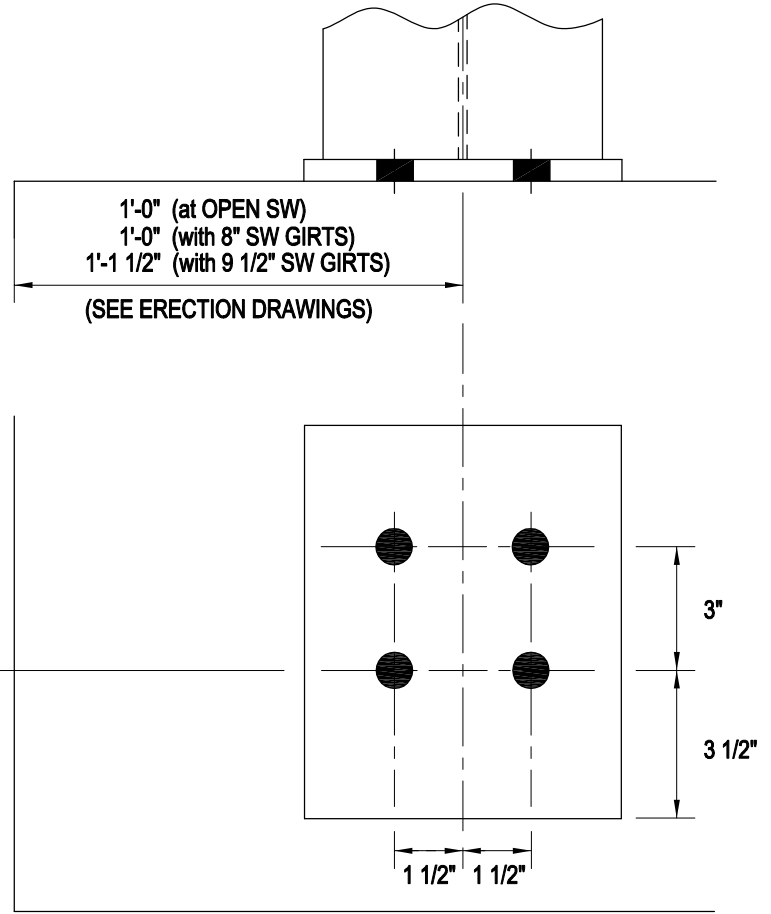 1'-0" (at OPEN SW)
1'-0" (with 8" SW GIRTS)
1'-1 1/2" (with 9 1/2" SW GIRTS)
(SEE ERECTION DRAWINGS)
3"
3 1/2"
1 1/2" 1 1/2"